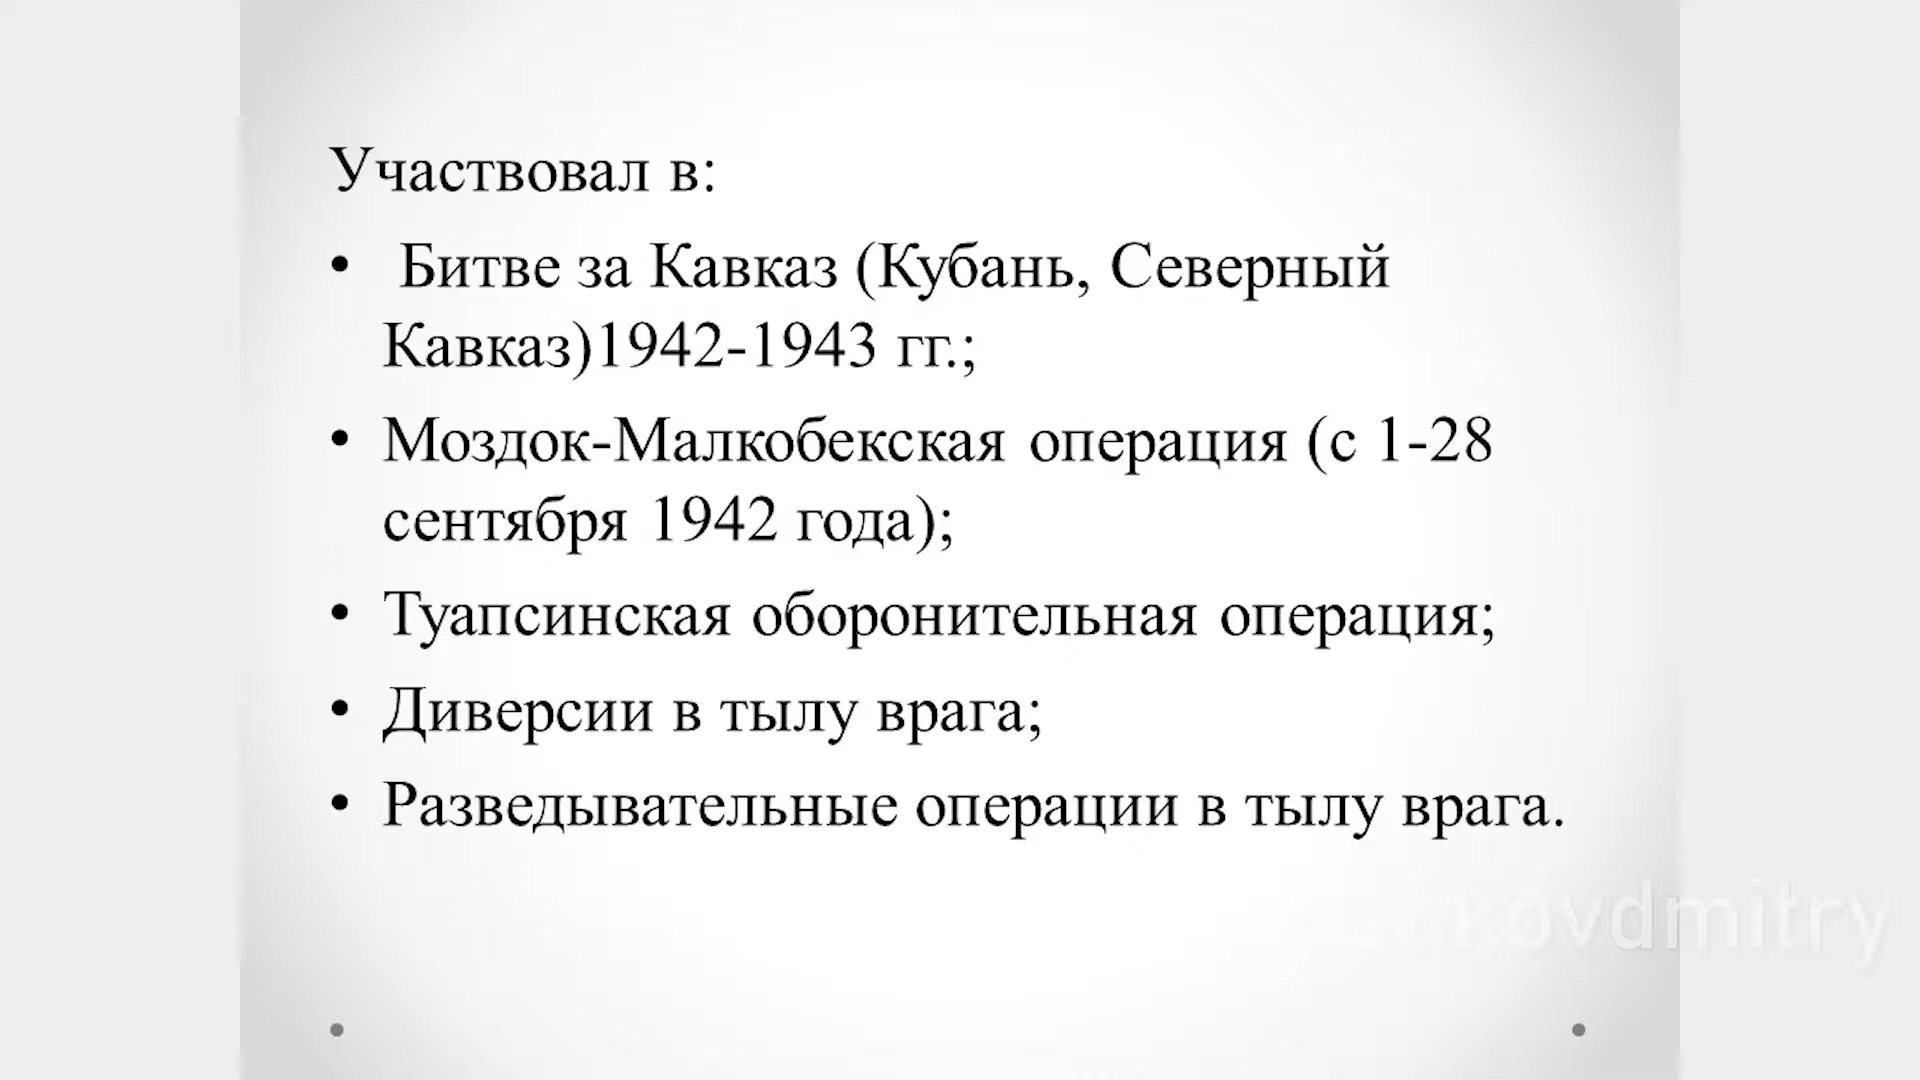 Участвовал в:
• Битве за Кавказ (Кубань, Северный
Кавказ)1942-1943 гг.;
• Моздок-Малкобекская операция (с 1-28
сентября 1942 года);
• Туапсинская оборонительная операция;
• Диверсии в тылу врага;
• Разведывательные операции в тылу врага.